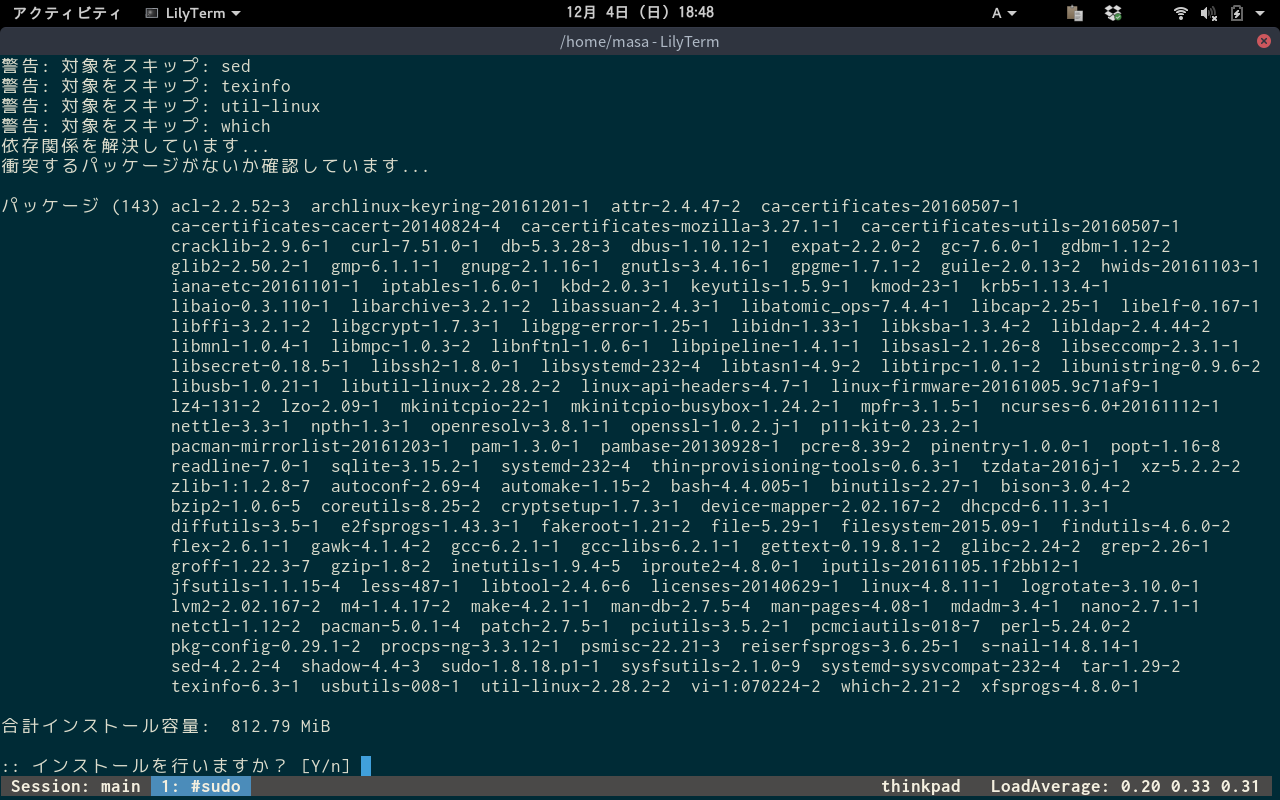 アクティビティ LilyTerm 12月 4日（日）18:48 A
/home/masa - LilyTerm
警告: 対象をスキップ: sed
警告: 対象をスキップ: texinfo
警告: 対象をスキップ: util-linux
警告: 対象をスキップ: which
依存関係を解決しています...
衝突するパッケージがないか確認しています...
パッケージ (143) acl-2.2.52-3 archlinux-keyring-20161201-1 attr-2.4.47-2 ca-certificates-20160507-1
ca-certificates-cacert-20140824-4 ca-certificates-mozilla-3.27.1-1 ca-certificates-utils-20160507-1
cracklib-2.9.6-1 curl-7.51.0-1 db-5.3.28-3 dbus-1.10.12-1 expat-2.2.0-2 gc-7.6.0-1 gdbm-1.12-2
glib2-2.50.2-1 gmp-6.1.1-1 gnupg-2.1.16-1 gnutls-3.4.16-1 gpgme-1.7.1-2 guile-2.0.13-2 hwids-20161103-1
iana-etc-20161101-1 iptables-1.6.0-1 kbd-2.0.3-1 keyutils-1.5.9-1 kmod-23-1 krb5-1.13.4-1
libaio-0.3.110-1 libarchive-3.2.1-2 libassuan-2.4.3-1 libatomic_ops-7.4.4-1 libcap-2.25-1 libelf-0.167-1
libffi-3.2.1-2 libgcrypt-1.7.3-1 libgpg-error-1.25-1 libidn-1.33-1 libksba-1.3.4-2 libldap-2.4.44-2
libmnl-1.0.4-1 libmpc-1.0.3-2 libnftnl-1.0.6-1 libpipeline-1.4.1-1 libsasl-2.1.26-8 libseccomp-2.3.1-1
libsecret-0.18.5-1 libssh2-1.8.0-1 libsystemd-232-4 libtasn1-4.9-2 libtirpc-1.0.1-2 libunistring-0.9.6-2
libusb-1.0.21-1 libutil-linux-2.28.2-2 linux-api-headers-4.7-1 linux-firmware-20161005.9c71af9-1
lz4-131-2 lzo-2.09-1 mkinitcpio-22-1 mkinitcpio-busybox-1.24.2-1 mpfr-3.1.5-1 ncurses-6.0+20161112-1
nettle-3.3-1 npth-1.3-1 openresolv-3.8.1-1 openssl-1.0.2.j-1 p11-kit-0.23.2-1
pacman-mirrorlist-20161203-1 pam-1.3.0-1 pambase-20130928-1 pcre-8.39-2 pinentry-1.0.0-1 popt-1.16-8
readline-7.0-1 sqlite-3.15.2-1 systemd-232-4 thin-provisioning-tools-0.6.3-1 tzdata-2016j-1 xz-5.2.2-2
zlib-1:1.2.8-7 autoconf-2.69-4 automake-1.15-2 bash-4.4.005-1 binutils-2.27-1 bison-3.0.4-2
bzip2-1.0.6-5 coreutils-8.25-2 cryptsetup-1.7.3-1 device-mapper-2.02.167-2 dhcpcd-6.11.3-1
diffutils-3.5-1 e2fsprogs-1.43.3-1 fakeroot-1.21-2 file-5.29-1 filesystem-2015.09-1 findutils-4.6.0-2
flex-2.6.1-1 gawk-4.1.4-2 gcc-6.2.1-1 gcc-libs-6.2.1-1 gettext-0.19.8.1-2 glibc-2.24-2 grep-2.26-1
groff-1.22.3-7 gzip-1.8-2 inetutils-1.9.4-5 iproute2-4.8.0-1 iputils-20161105.1f2bb12-1
jfsutils-1.1.15-4 less-487-1 libtool-2.4.6-6 licenses-20140629-1 linux-4.8.11-1 logrotate-3.10.0-1
lvm2-2.02.167-2 m4-1.4.17-2 make-4.2.1-1 man-db-2.7.5-4 man-pages-4.08-1 mdadm-3.4-1 nano-2.7.1-1
netctl-1.12-2 pacman-5.0.1-4 patch-2.7.5-1 pciutils-3.5.2-1 pcmciautils-018-7 perl-5.24.0-2
pkg-config-0.29.1-2 procps-ng-3.3.12-1 psmisc-22.21-3 reiserfsprogs-3.6.25-1 s-nail-14.8.14-1
sed-4.2.2-4 shadow-4.4-3 sudo-1.8.18.p1-1 sysfsutils-2.1.0-9 systemd-sysvcompat-232-4 tar-1.29-2
texinfo-6.3-1 usbutils-008-1 util-linux-2.28.2-2 vi-1:070224-2 which-2.21-2 xfsprogs-4.8.0-1
合計インストール容量: 812.79 MiB
:: インストールを行いますか？ [Y/n]
Session: main 1: #sudo thinkpad LoadAverage: 0.20 0.33 0.31